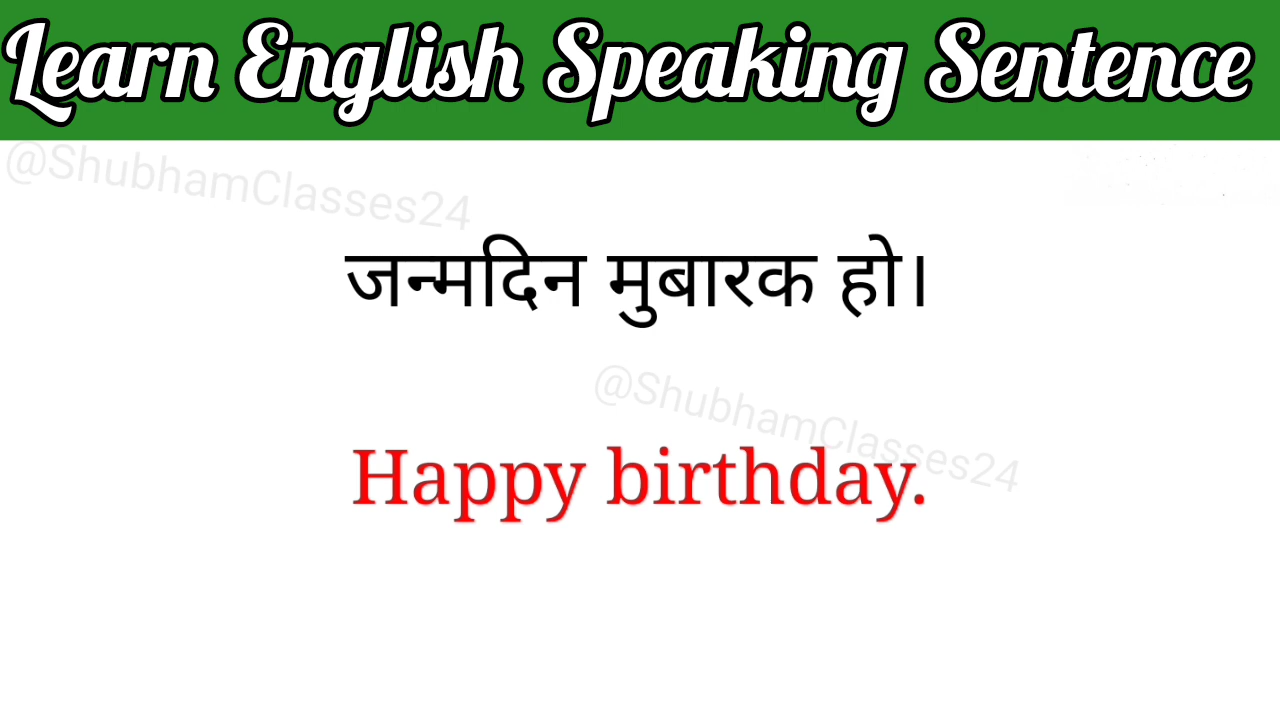 Learn English Speaking Sentence
@ShubhamClasses24
जन्मदिन मुबारक हो।
@ShubhamClasses24
Happy birthday.